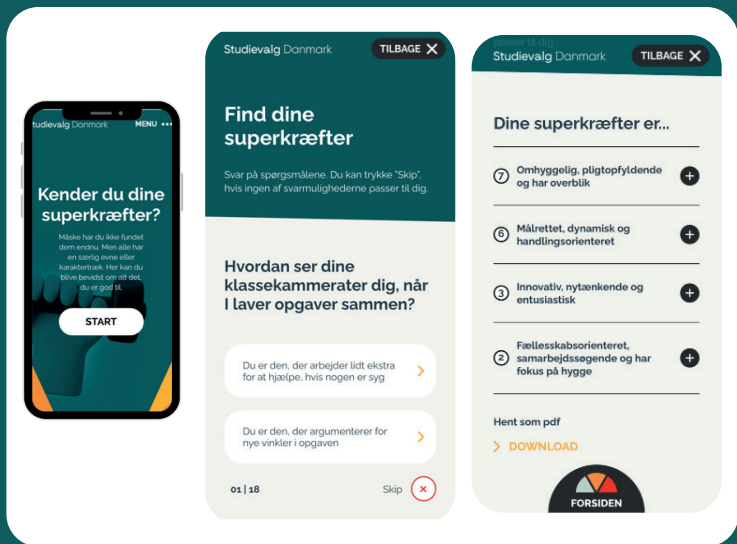 tudievalg Danmark MENU
Kender du dine
superkræfter?
Måske har du ikke fundet
dem endnu. Men alle har
en særlig evne eller
karaktertræk. Her kan du
blive bevidst om alt det,
du er god til.
START
Studievalg Danmark TILBAGE
Find dine
superkræfter
Svar på spørgsmålene. Du kan trykke "Skip",
hvis ingen af svarmulighederne passer til dig.
Hvordan ser dine
klassekammerater dig, når
I laver opgaver sammen?
Du er den, der arbejder lidt ekstra
for at hjælpe, hvis nogen er syg
Du er den, der argumenterer for
nye vinkler i opgaven
01 | 18 Skip
passer til dig.
Studievalg Danmark TILBAGE
Dine superkræfter er...
7 Omhyggelig, pligtopfyldende
og har overblik
6 Målrettet, dynamisk og
handlingsorienteret
3 Innovativ, nytænkende og
entusiastisk
2 Fællesskabsorienteret,
samarbejdssøgende og har
fokus på hygge
Hent som pdf
DOWNLOAD
FORSIDEN